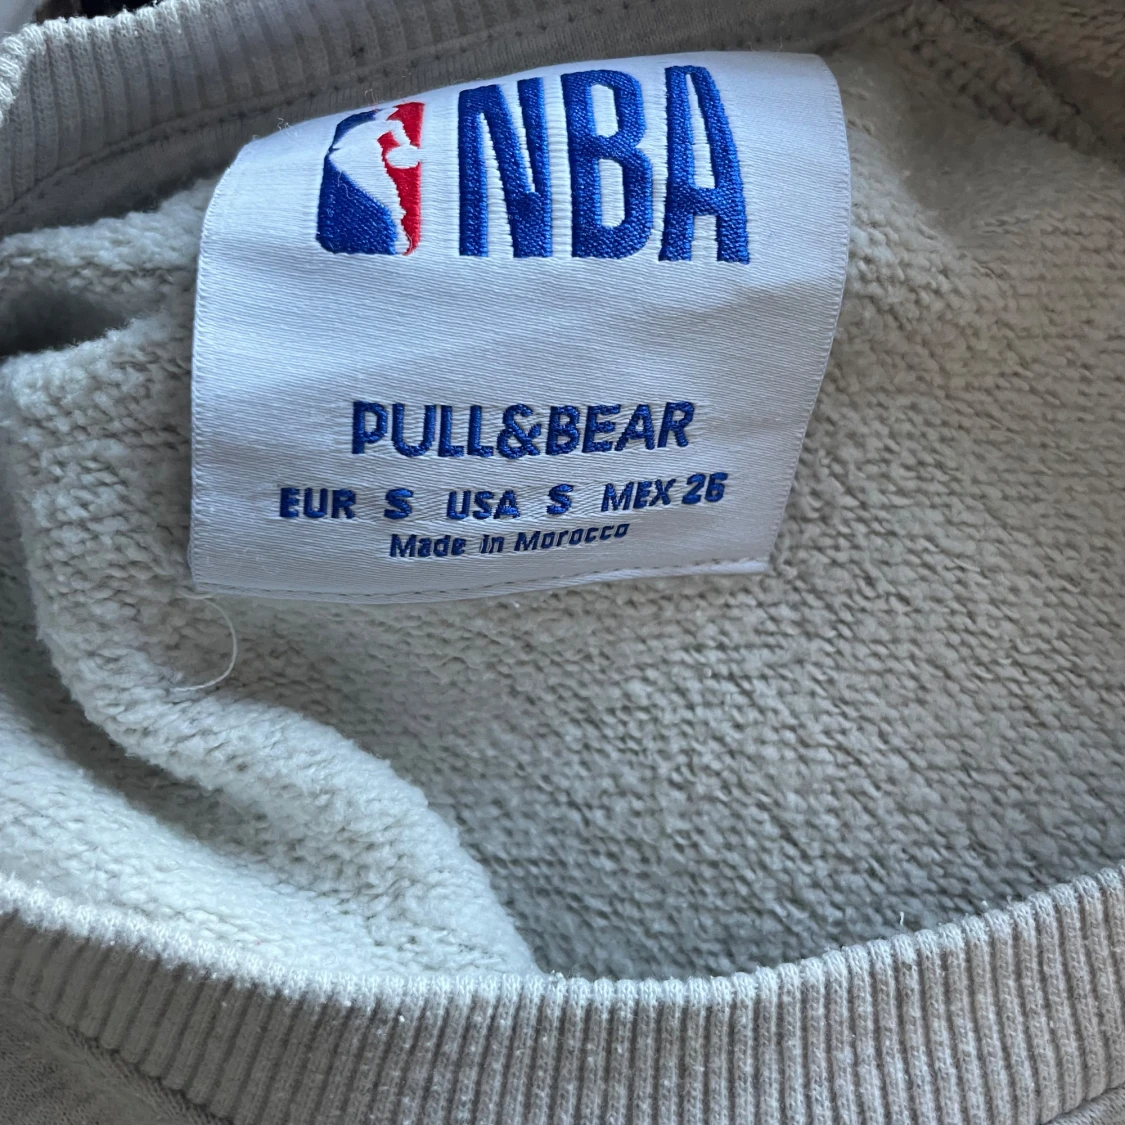 NBA
PULL&BEAR
EUR S USA S MEX 26
Made in Morocco